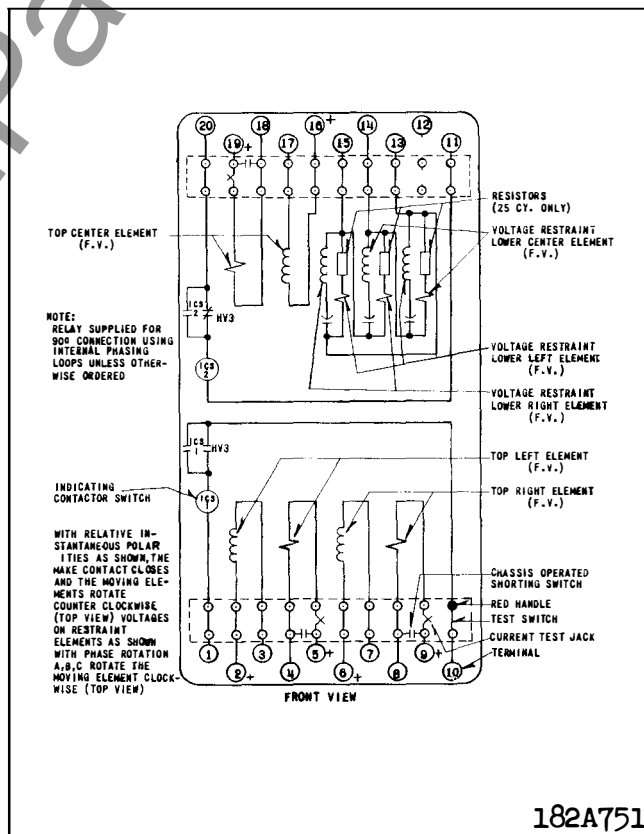 Pa
20
19
+
18
17
16
+
15
14
13
12
11
RESISTORS
(25 CY. ONLY)
TOP CENTER ELEMENT
(F.V.)
VOLTAGE RESTRAINT
LOWER CENTER ELEMENT
(F.V.)
ICS
2
HV3
NOTE:
RELAY SUPPLIED FOR
90º CONNECTION USING
INTERNAL PHASING
LOOPS UNLESS OTHER-
WISE ORDERED
ICS
2
VOLTAGE RESTRAINT
LOWER LEFT ELEMENT
(F.V.)
VOLTAGE RESTRAINT
LOWER RIGHT ELEMENT
(F.V.)
ICS
1
HV3
TOP LEFT ELEMENT
(F.V.)
INDICATING
CONTACTOR SWITCH
ICS
1
TOP RIGHT ELEMENT
(F.V.)
WITH RELATIVE IN-
STANTANEOUS POLAR
ITIES AS SHOWN,THE
MAKE CONTACT CLOSES
AND THE MOVING ELE-
MENTS ROTATE
COUNTER CLOCKWISE
(TOP VIEW) VOLTAGES
ON RESTRAINT
ELEMENTS AS SHOWN
WITH PHASE ROTATION
A,B,C ROTATE THE
MOVING ELEMENT CLOCK-
WISE (TOP VIEW)
CHASSIS OPERATED
SHORTING SWITCH
RED HANDLE
TEST SWITCH
CURRENT TEST JACK
TERMINAL
1
2
+
3
4
5
+
6
+
7
8
9
+
10
FRONT VIEW
182A751